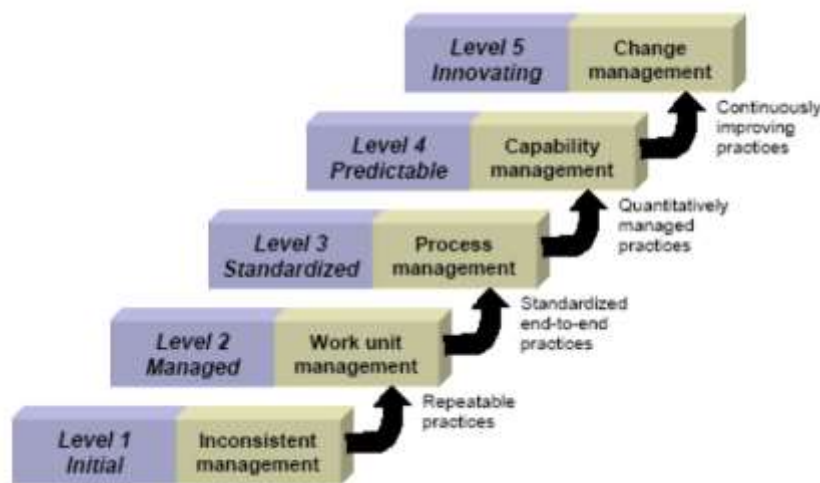 Level 5
Innovating
Change
management
Continuously
improving
practices
Level 4
Predictable
Capability
management
Quantitatively
managed
practices
Level 3
Standardized
Process
management
Standardized
end-to-end
practices
Level 2
Managed
Work unit
management
Repeatable
practices
Level 1
Initial
Inconsistent
management